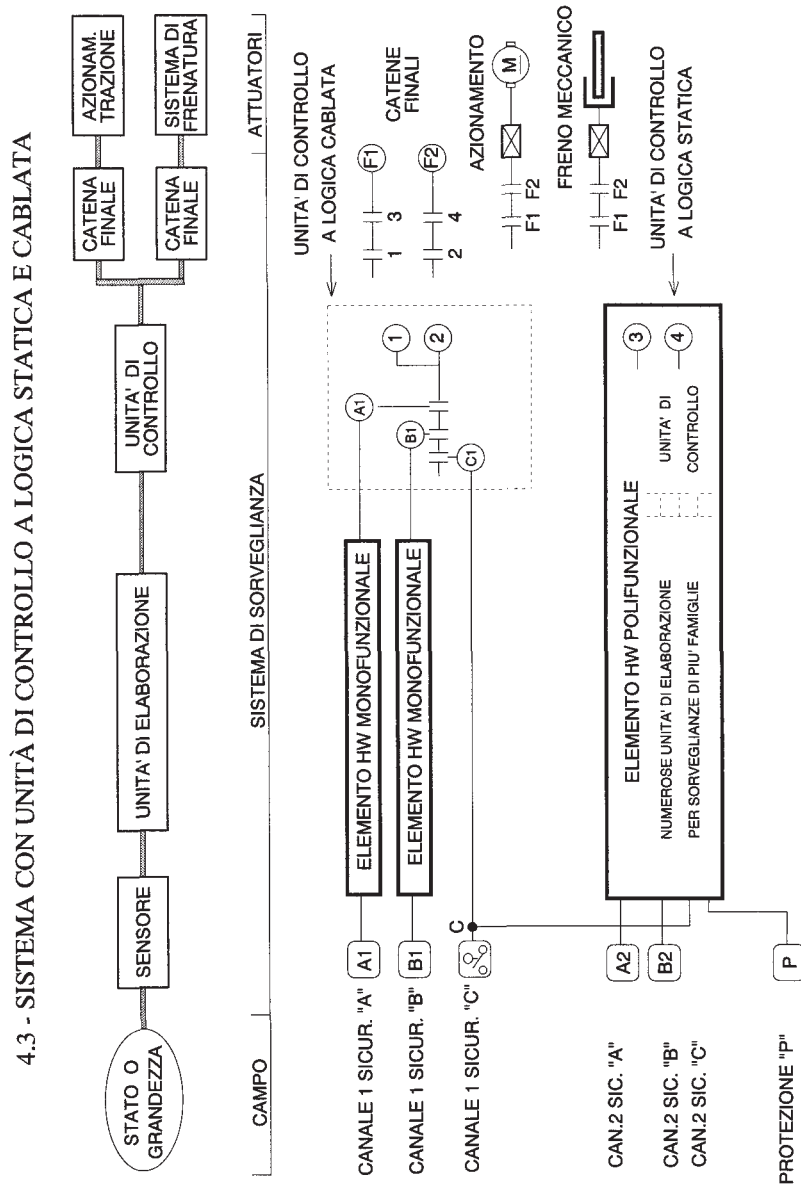 4.3 - SISTEMA CON UNITÀ DI CONTROLLO A LOGICA STATICA E CABLATA
STATO O
GRANDEZZA
SENSORE
UNITA' DI ELABORAZIONE
UNITA' DI
CONTROLLO
CATENA
FINALE
CATENA
FINALE
AZIONAM.
TRAZIONE
SISTEMA DI
FRENATURA
CAMPO
SISTEMA DI SORVEGLIANZA
ATTUATORI
CANALE 1 SICUR. "A"
A1
ELEMENTO HW MONOFUNZIONALE
CANALE 1 SICUR. "B"
B1
ELEMENTO HW MONOFUNZIONALE
CANALE 1 SICUR. "C"
C
A1
B1
C1
1
2
UNITA' DI CONTROLLO
A LOGICA CABLATA
1 3 F1
2 4 F2
CATENE
FINALI
AZIONAMENTO
F1 F2
M
FRENO MECCANICO
F1 F2
UNITA' DI CONTROLLO
A LOGICA STATICA
CAN.2 SIC. "A"
A2
CAN.2 SIC. "B"
B2
CAN.2 SIC. "C"
ELEMENTO HW POLIFUNZIONALE
NUMEROSE UNITA' DI ELABORAZIONE
PER SORVEGLIANZE DI PIU' FAMIGLIE
UNITA' DI
CONTROLLO
3
4
PROTEZIONE "P"
P